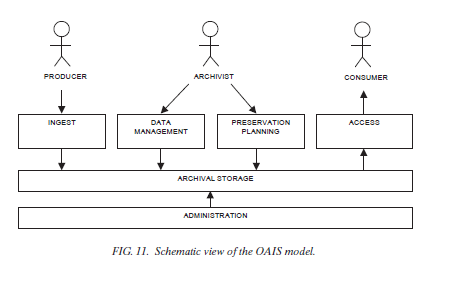 PRODUCER
ARCHIVIST
CONSUMER
INGEST
DATA
MANAGEMENT
PRESERVATION
PLANNING
ACCESS
ARCHIVAL STORAGE
ADMINISTRATION
FIG. 11. Schematic view of the OAIS model.